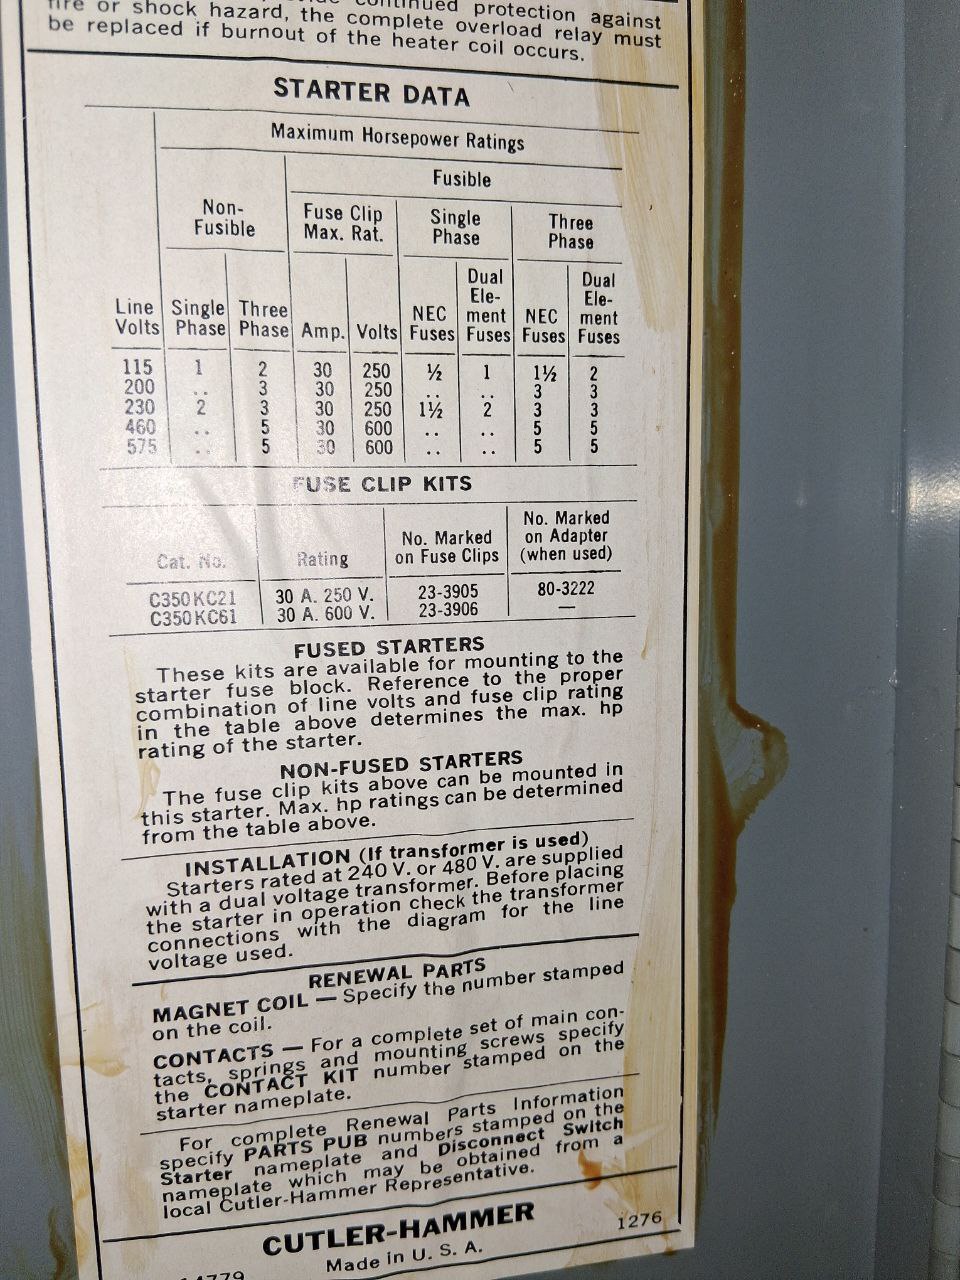 fire or shock hazard, the complete overload relay must
be replaced if burnout of the heater coil occurs.
STARTER DATA
Maximum Horsepower Ratings
Fusible
Non-
Fusible
Fuse Clip
Max. Rat.
Single
Phase
Three
Phase
Line
Volts
Single
Phase
Three
Phase
Amp.
Volts
NEC
Fuses
Dual
Ele-
ment
Fuses
NEC
Fuses
Dual
Ele-
ment
Fuses
115 1 2 30 250 ½ 1 1½ 2
200 .. 3 30 250 .. .. 3 3
230 2 3 30 250 1½ 2 3 3
460 .. 5 30 600 .. .. 5 5
575 .. 5 30 600 .. .. 5 5
FUSE CLIP KITS
Cat. No.
Rating
No. Marked
on Fuse Clips
No. Marked
on Adapter
(when used)
C350KC21 30 A. 250 V. 23-3905 80-3222
C350KC61 30 A. 600 V. 23-3906 —
FUSED STARTERS
These kits are available for mounting to the
starter fuse block. Reference to the proper
combination of line volts and fuse clip rating
in the table above determines the max. hp
rating of the starter.
NON-FUSED STARTERS
The fuse clip kits above can be mounted in
this starter. Max. hp ratings can be determined
from the table above.
INSTALLATION (If transformer is used)
Starters rated at 240 V. or 480 V. are supplied
with a dual voltage transformer. Before placing
the starter in operation check the transformer
connections with the diagram for the line
voltage used.
RENEWAL PARTS
MAGNET COIL — Specify the number stamped
on the coil.
CONTACTS — For a complete set of main con-
tacts, springs and mounting screws specify
the CONTACT KIT number stamped on the
starter nameplate.
For complete Renewal Parts Information
specify PARTS PUB numbers stamped on the
Starter nameplate and Disconnect Switch
nameplate which may be obtained from a
local Cutler-Hammer Representative.
CUTLER-HAMMER
Made in U. S. A.
1276